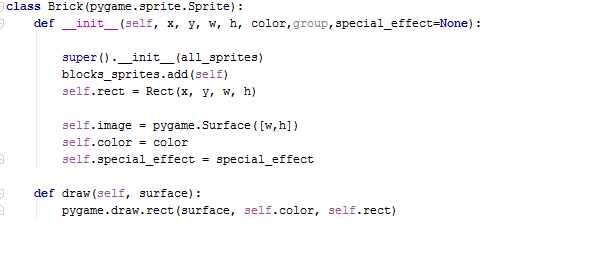 class Brick(pygame.sprite.Sprite):
    def __init__(self, x, y, w, h, color,group,special_effect=None):
        super().__init__(all_sprites)
        blocks_sprites.add(self)
        self.rect = Rect(x, y, w, h)
        self.image = pygame.Surface([w,h])
        self.color = color
        self.special_effect = special_effect
    def draw(self, surface):
        pygame.draw.rect(surface, self.color, self.rect)